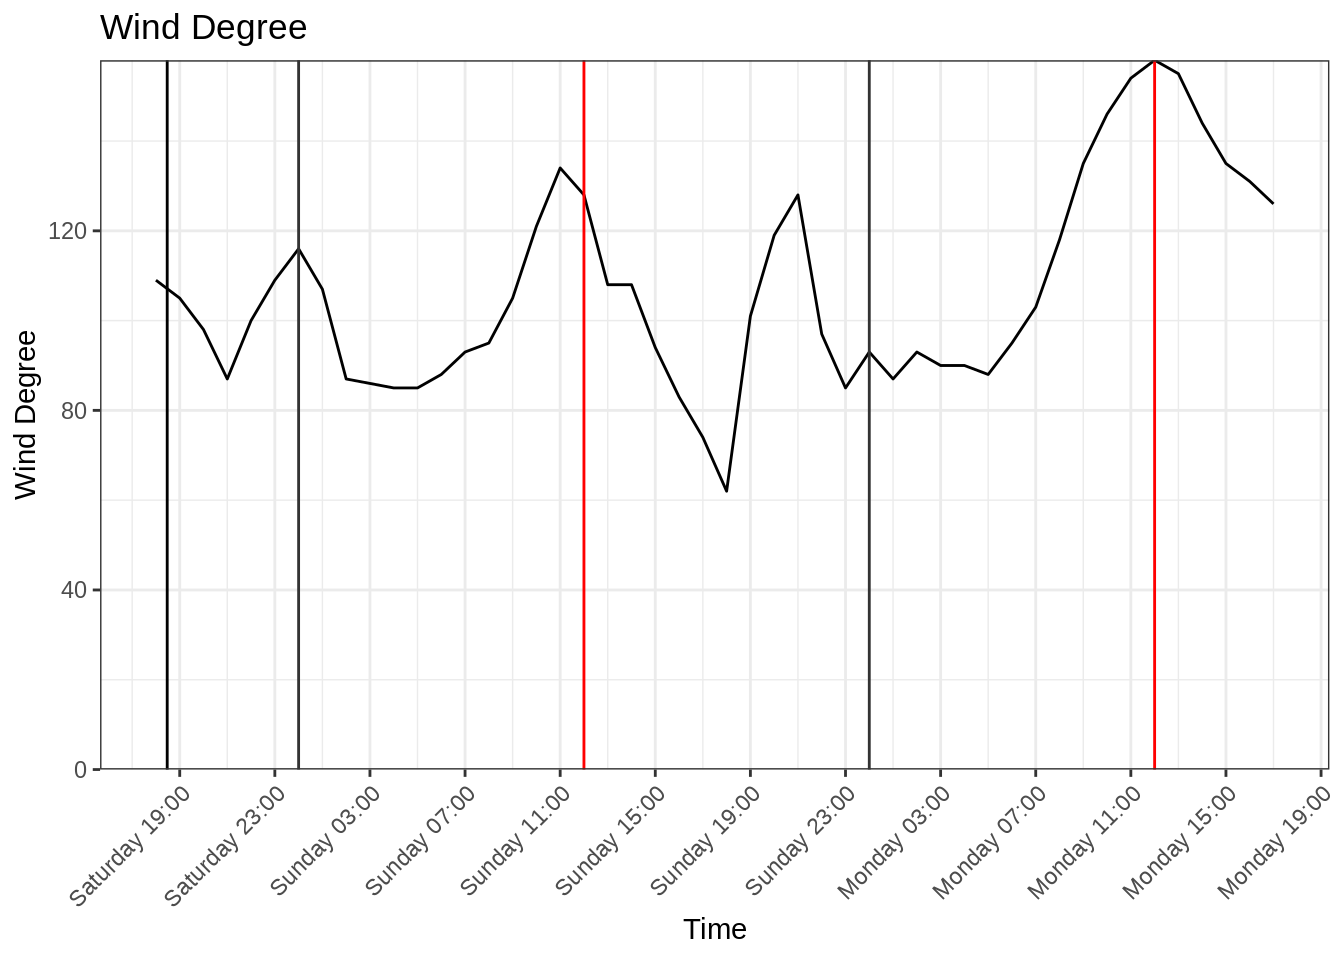 Wind Degree
Wind Degree
120
80
40
0
Saturday 19:00
Saturday 23:00
Sunday 03:00
Sunday 07:00
Sunday 11:00
Sunday 15:00
Sunday 19:00
Sunday 23:00
Monday 03:00
Monday 07:00
Monday 11:00
Monday 15:00
Monday 19:00
Time